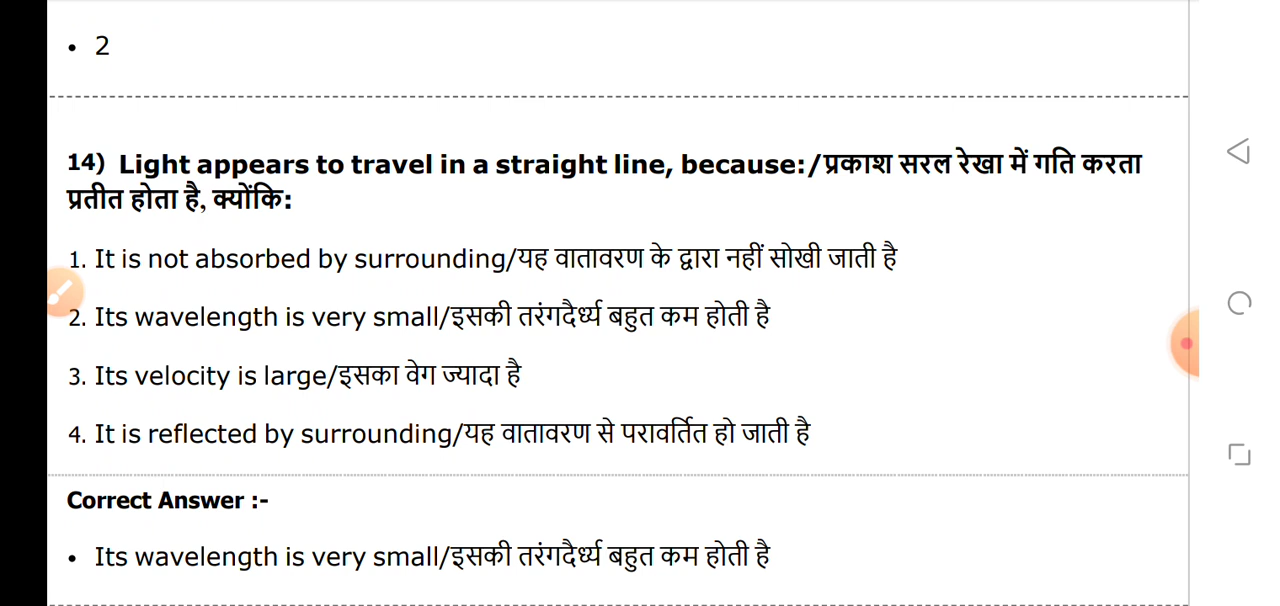 • 2
14) Light appears to travel in a straight line, because:/प्रकाश सरल रेखा में गति करता
प्रतीत होता है, क्योंकि:
1. It is not absorbed by surrounding/यह वातावरण के द्वारा नहीं सोखी जाती है
2. Its wavelength is very small/इसकी तरंगदैर्ध्य बहुत कम होती है
3. Its velocity is large/इसका वेग ज्यादा है
4. It is reflected by surrounding/यह वातावरण से परावर्तित हो जाती है
Correct Answer :-
• Its wavelength is very small/इसकी तरंगदैर्ध्य बहुत कम होती है